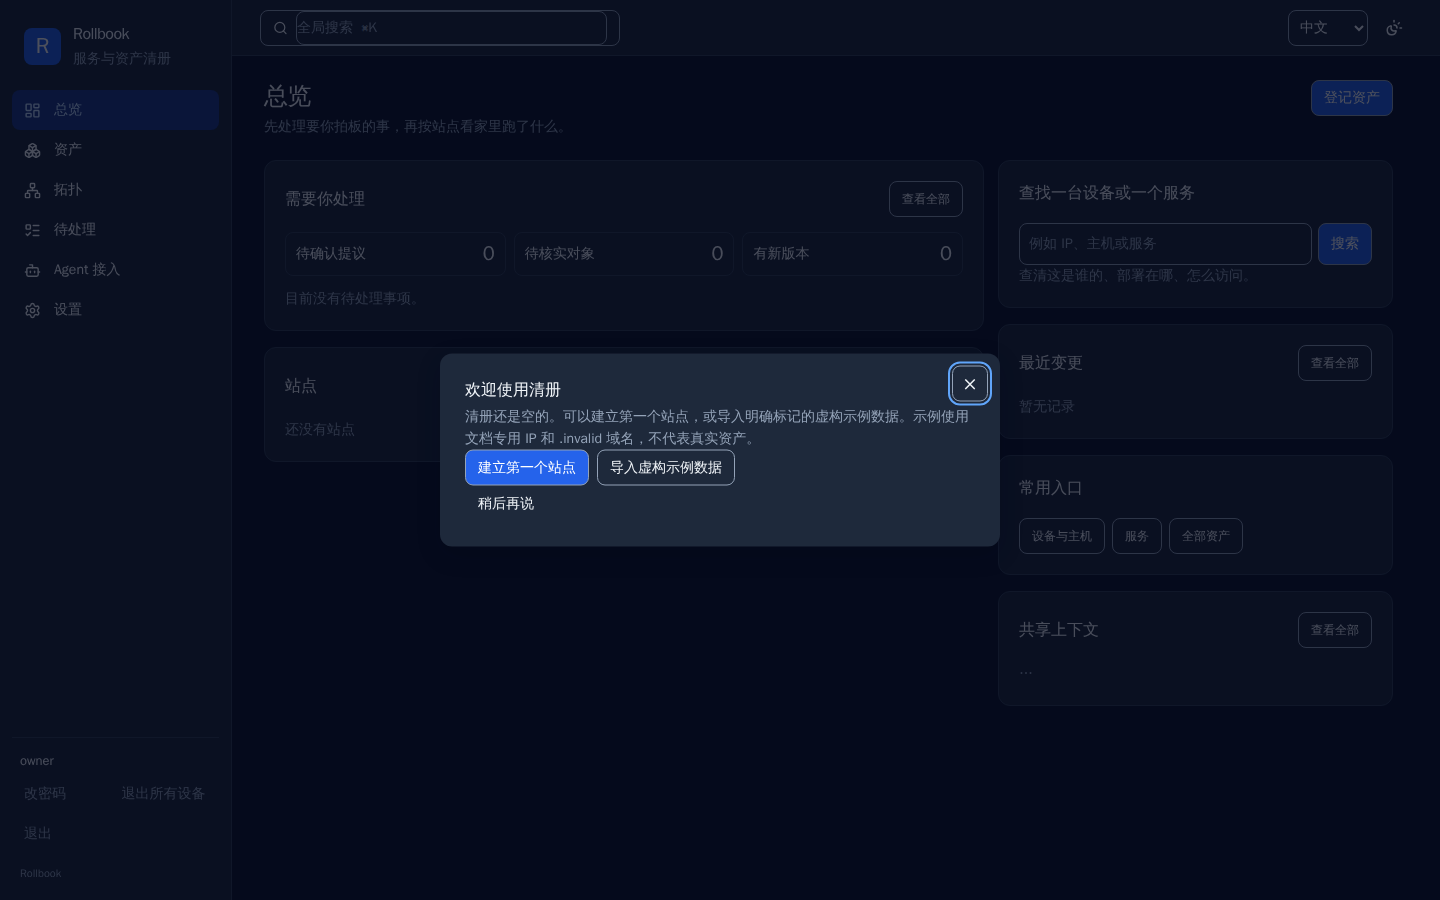 R
Rollbook
服务与资产清册
总览
资产
拓扑
待处理
Agent 接入
设置
owner
改密码
退出所有设备
退出
Rollbook
全局搜索 ⌘K
中文
总览
先处理要你拍板的事，再按站点看家里跑了什么。
登记资产
需要你处理
查看全部
待确认提议 0
待核实对象 0
有新版本 0
目前没有待处理事项。
站点
还没有站点
查找一台设备或一个服务
例如 IP、主机或服务
搜索
查清这是谁的、部署在哪、怎么访问。
最近变更
查看全部
暂无记录
常用入口
设备与主机
服务
全部资产
共享上下文
查看全部
…
欢迎使用清册
清册还是空的。可以建立第一个站点，或导入明确标记的虚构示例数据。示例使用
文档专用 IP 和 .invalid 域名，不代表真实资产。
建立第一个站点
导入虚构示例数据
稍后再说